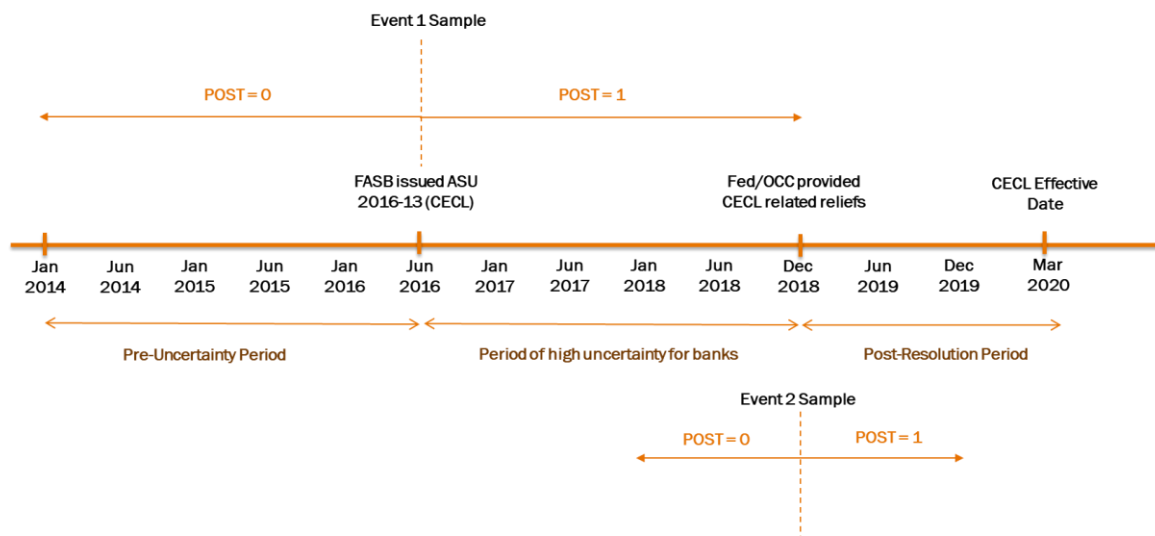 Event 1 Sample
POST = 0
POST = 1
FASB issued ASU
2016-13 (CECL)
Fed/OCC provided
CECL related reliefs
CECL Effective
Date
Jan
2014
Jun
2014
Jan
2015
Jun
2015
Jan
2016
Jun
2016
Jan
2017
Jun
2017
Jan
2018
Jun
2018
Dec
2018
Jun
2019
Dec
2019
Mar
2020
Pre-Uncertainty Period
Period of high uncertainty for banks
Post-Resolution Period
Event 2 Sample
POST = 0
POST = 1